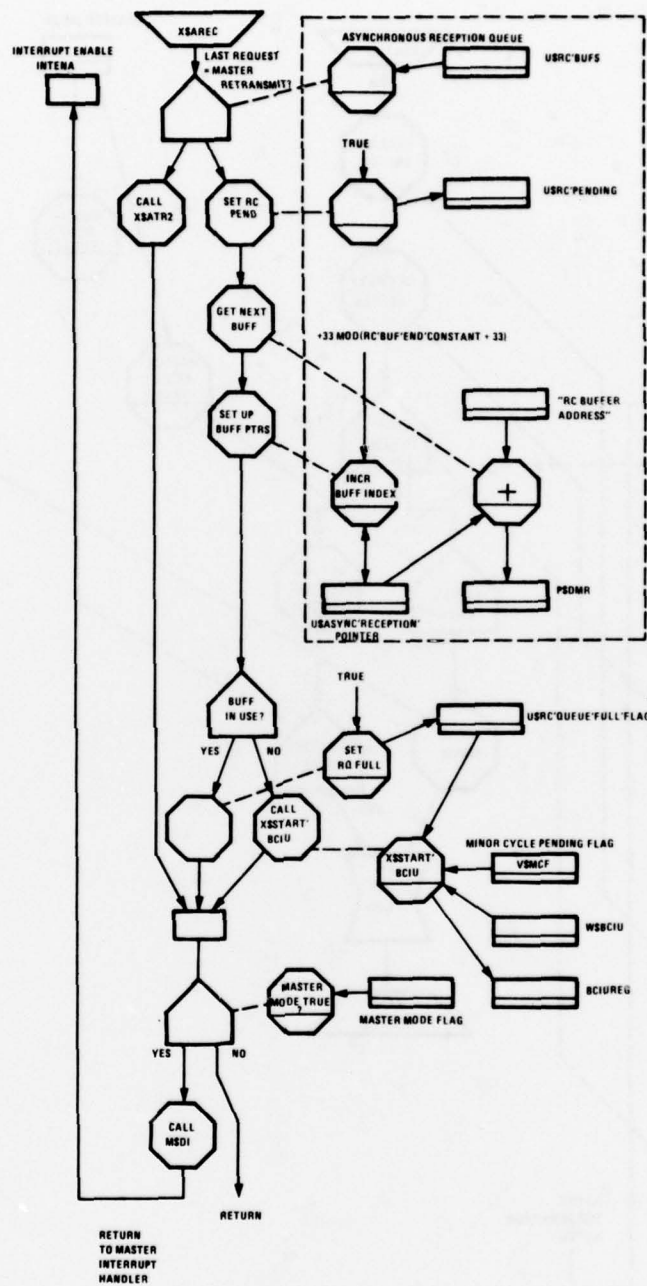 X$AREC
INTERRUPT ENABLE
INTENA
LAST REQUEST
= MASTER
RETRANSMIT?
ASYNCHRONOUS RECEPTION QUEUE
U$RC'BUFS
TRUE
CALL
X$ATR2
SET RC
PEND
U$RC'PENDING
GET NEXT
BUFF
+33 MOD(RC'BUF'END'CONSTANT + 33)
"RC BUFFER
ADDRESS"
SET UP
BUFF PTRS
INCR
BUFF INDEX
+
P$DMR
U$ASYNC'RECEPTION'
POINTER
BUFF
IN USE?
TRUE
U$RC'QUEUE'FULL'FLAG
YES
NO
SET
RQ FULL
CALL
X$START'
BCIU
X$START'
BCIU
MINOR CYCLE PENDING FLAG
V$MCF
W$BCIU
BCIUREG
MASTER
MODE TRUE
?
MASTER MODE FLAG
YES
NO
CALL
M$DI
RETURN
RETURN
TO MASTER
INTERRUPT
HANDLER